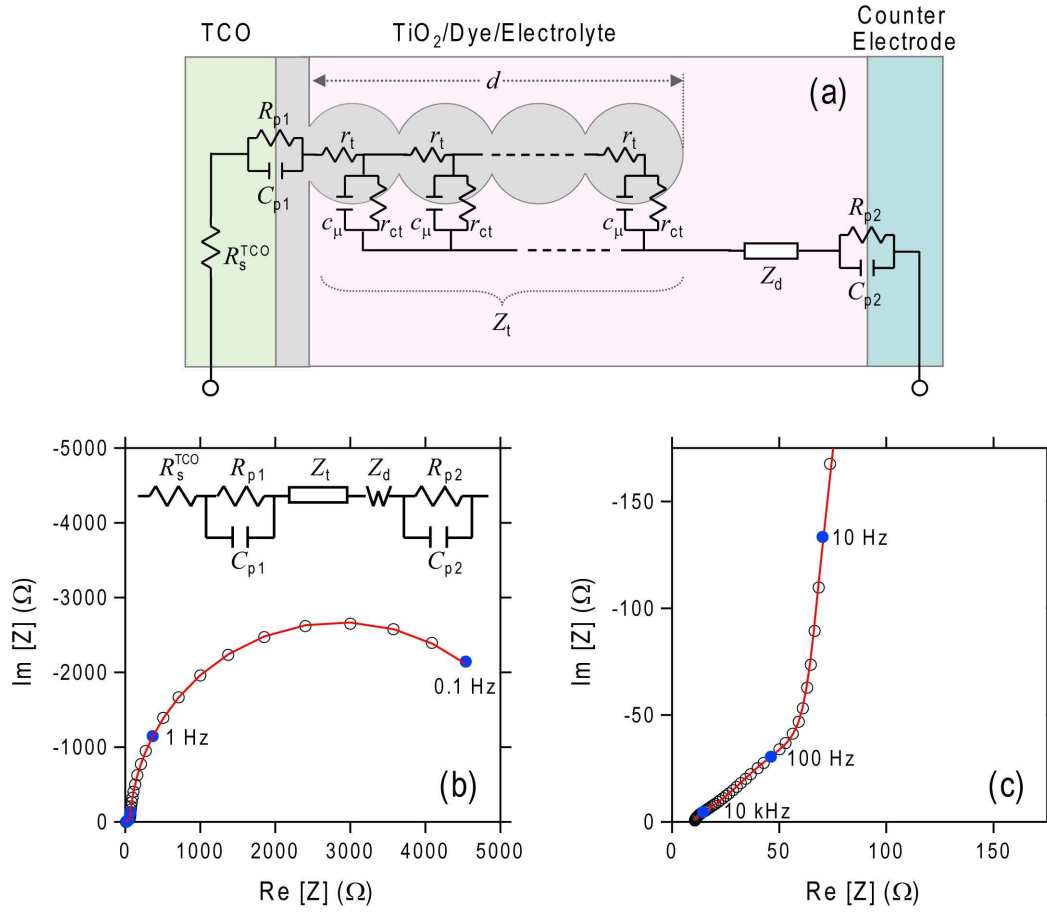 TCO
TiO₂/Dye/Electrolyte
Counter
Electrode
d
(a)
Rp1
Cp1
rt
rt
rt
cμ
rct
cμ
rct
cμ
rct
RsTCO
Zt
Zd
Rp2
Cp2
-5000
-4000
-3000
-2000
-1000
0
Im [Z] (Ω)
RsTCO
Rp1
Zt
Zd
Rp2
Cp1
Cp2
0.1 Hz
1 Hz
(b)
0
1000
2000
3000
4000
5000
Re [Z] (Ω)
-150
-100
-50
0
Im [Z] (Ω)
10 Hz
100 Hz
10 kHz
(c)
0
50
100
150
Re [Z] (Ω)